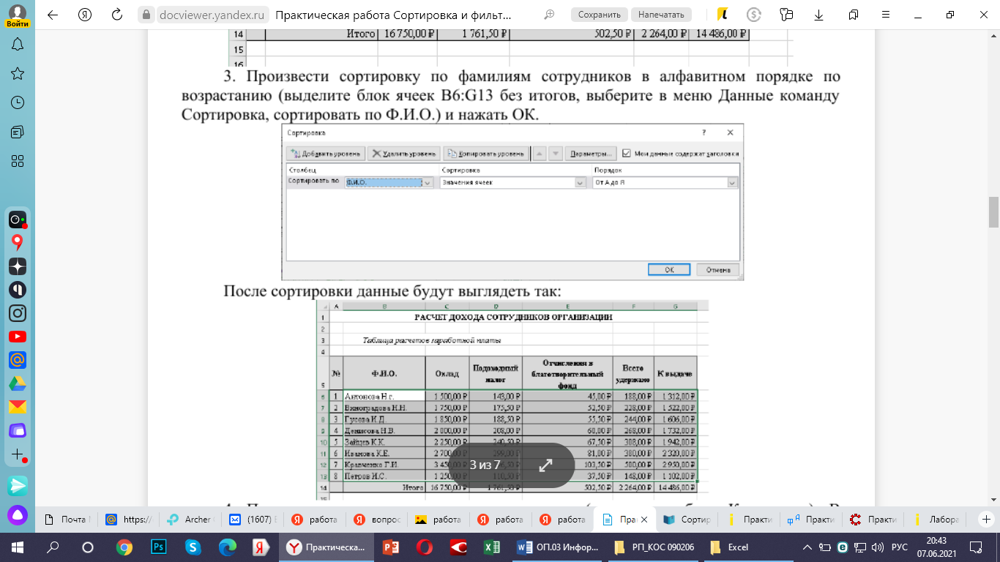 Войти
docviewer.yandex.ru Практическая работа Сортировка и фильт... Сохранить Напечатать
14 Итого 16 750,00 ₽ 1 761,50 ₽ 502,50 ₽ 2 264,00 ₽ 14 486,00 ₽
15
16
3. Произвести сортировку по фамилиям сотрудников в алфавитном порядке по
возрастанию (выделите блок ячеек B6:G13 без итогов, выберите в меню Данные команду
Сортировка, сортировать по Ф.И.О.) и нажать ОК.
Сортировка ? ×
Добавить уровень Удалить уровень Копировать уровень Параметры... Мои данные содержат заголовки
Столбец Сортировка Порядок
Сортировать по Ф.И.О. Значения ячеек От А до Я
ОК Отмена
После сортировки данные будут выглядеть так:
A B C D E F G
1 РАСЧЕТ ДОХОДА СОТРУДНИКОВ ОРГАНИЗАЦИИ
2
3 Таблица расчетов заработной платы
4
5 № Ф.И.О. Оклад Подоходный налог Отчисления в благотворительный фонд Всего удержано К выдаче
6 1 Антонова Н.г. 1 500,00 ₽ 143,00 ₽ 45,00 ₽ 188,00 ₽ 1 312,00 ₽
7 2 Виноградова Н.Н. 1 750,00 ₽ 175,50 ₽ 52,50 ₽ 228,00 ₽ 1 522,00 ₽
8 3 Гусева И.Д. 1 850,00 ₽ 188,50 ₽ 55,50 ₽ 244,00 ₽ 1 606,00 ₽
9 4 Денисова Н.В. 2 000,00 ₽ 208,00 ₽ 60,00 ₽ 268,00 ₽ 1 732,00 ₽
10 5 Зайцев К.К. 2 250,00 ₽ 240,50 ₽ 67,50 ₽ 308,00 ₽ 1 942,00 ₽
11 6 Иванова К.Е. 2 700 81,00 ₽ 380,00 ₽ 2 320,00 ₽
12 7 Кравченко Г.И. 3 450 103,50 ₽ 500,00 ₽ 2 950,00 ₽
13 8 Петров И.С. 1 250 37,50 ₽ 148,00 ₽ 1 102,00 ₽
14 Итого 16 750,00 ₽ 1 761,50 ₽ 502,50 ₽ 2 264,00 ₽ 14 486,00 ₽
3 из 7
Почта https:/ Archer (1607) работа вопрос работа работа работа Пра Сортир Практи Практи Практи Лабора
Практическа... ОП.03 Инфор... РП_КОС 090206 Excel РУС 20:43
07.06.2021